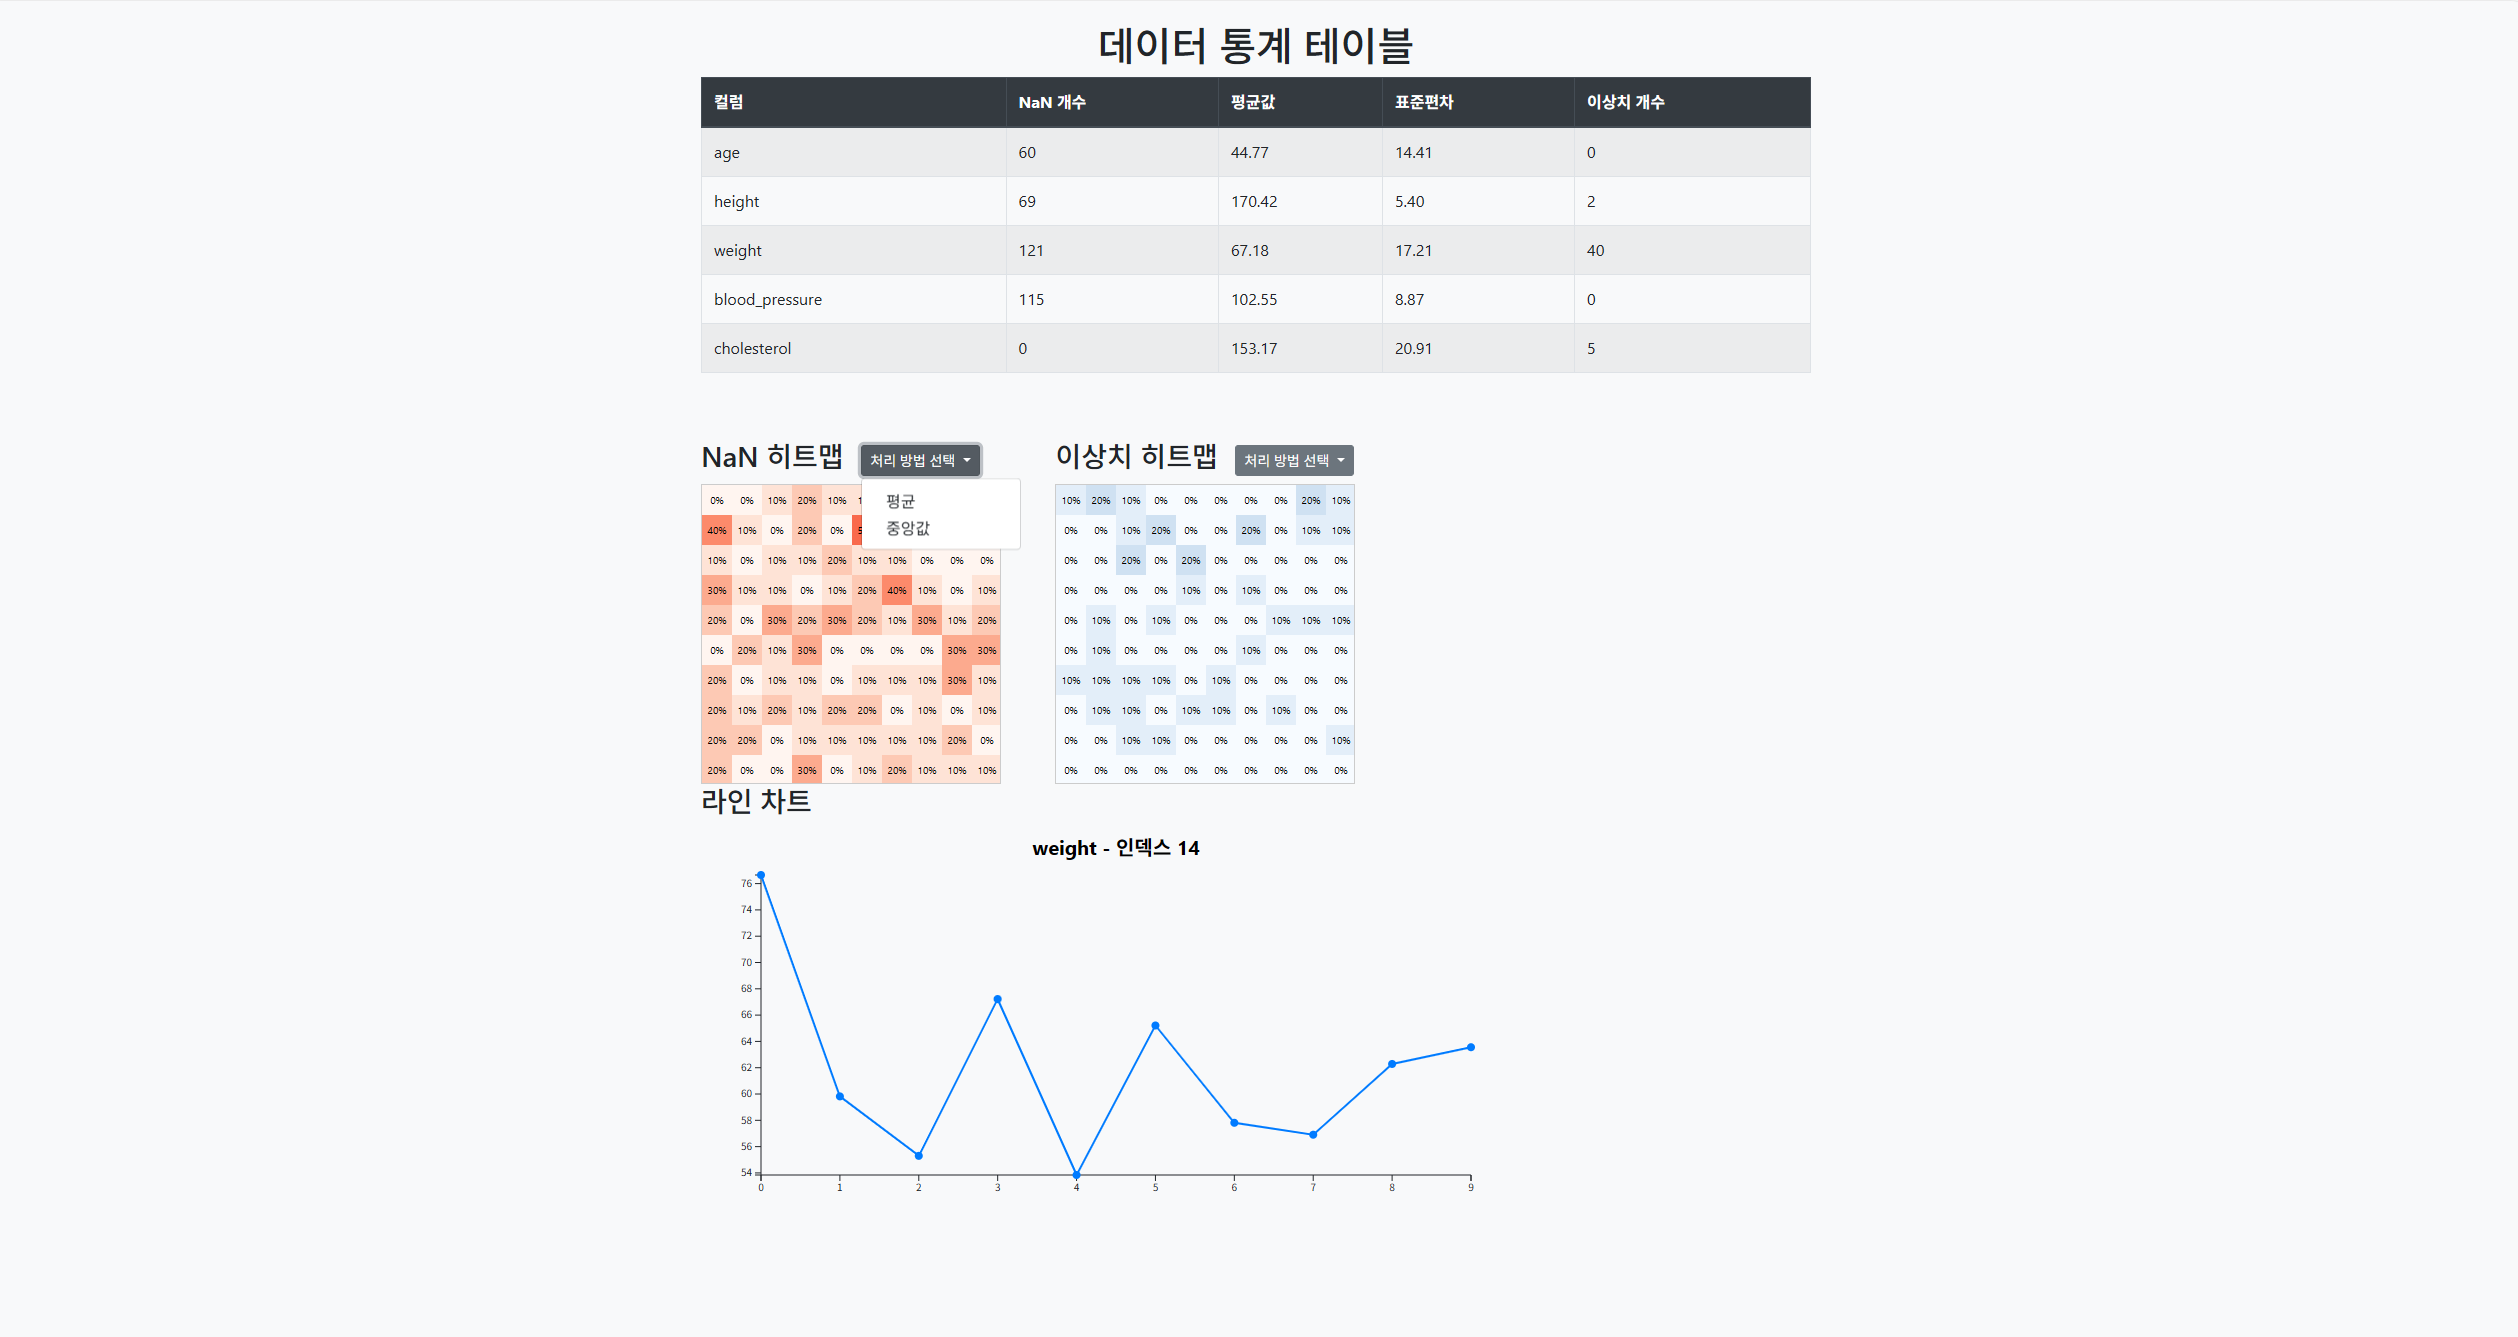 데이터 통계 테이블
컬럼 NaN 개수 평균값 표준편차 이상치 개수
age 60 44.77 14.41 0
height 69 170.42 5.40 2
weight 121 67.18 17.21 40
blood_pressure 115 102.55 8.87 0
cholesterol 0 153.17 20.91 5
NaN 히트맵 처리 방법 선택
평균
중앙값
0% 0% 10% 20% 10%
40% 10% 0% 20% 0%
10% 0% 10% 10% 20% 10% 10% 0% 0% 0%
30% 10% 10% 0% 10% 20% 40% 10% 0% 10%
20% 0% 30% 20% 30% 20% 10% 30% 10% 20%
0% 20% 10% 30% 0% 0% 0% 0% 30% 30%
20% 0% 10% 10% 0% 10% 10% 10% 30% 10%
20% 10% 20% 10% 20% 20% 0% 10% 0% 10%
20% 20% 0% 10% 10% 10% 10% 10% 20% 0%
20% 0% 0% 30% 0% 10% 20% 10% 10% 10%
이상치 히트맵 처리 방법 선택
10% 20% 10% 0% 0% 0% 0% 0% 20% 10%
0% 0% 10% 20% 0% 0% 20% 0% 10% 10%
0% 0% 20% 0% 20% 0% 0% 0% 0% 0%
0% 0% 0% 0% 10% 0% 10% 0% 0% 0%
0% 10% 0% 10% 0% 0% 0% 10% 10% 10%
0% 10% 0% 0% 0% 0% 10% 0% 0% 0%
10% 10% 10% 10% 0% 10% 0% 0% 0% 0%
0% 10% 10% 0% 10% 10% 0% 10% 0% 0%
0% 0% 10% 10% 0% 0% 0% 0% 0% 10%
0% 0% 0% 0% 0% 0% 0% 0% 0% 0%
라인 차트
weight - 인덱스 14
76
74
72
70
68
66
64
62
60
58
56
54
0 1 2 3 4 5 6 7 8 9